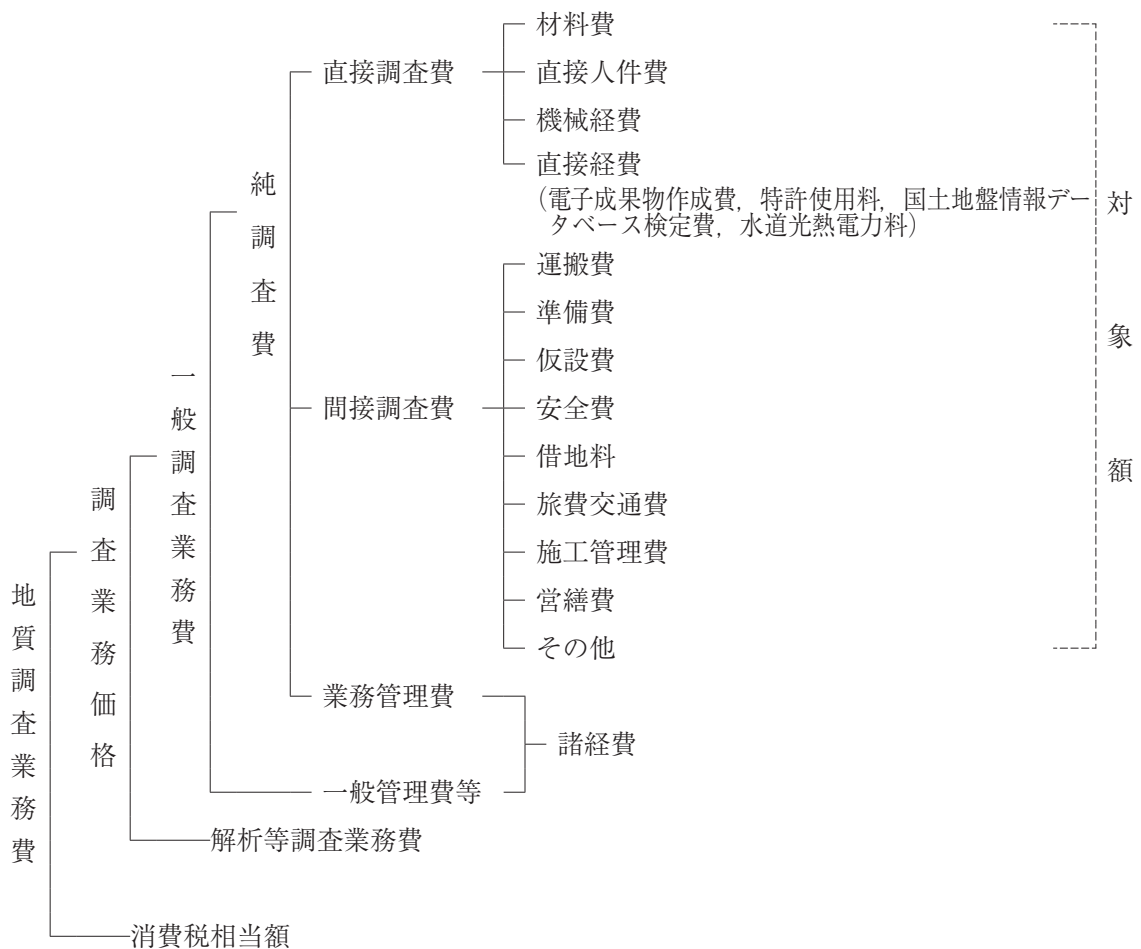 材料費
直接調査費
直接人件費
機械経費
直接経費
(電子成果物作成費，特許使用料，国土地盤情報デー
タベース検定費，水道光熱電力料)
運搬費
準備費
仮設費
間接調査費
安全費
借地料
旅費交通費
施工管理費
営繕費
その他
対象額
業務管理費
諸経費
一般管理費等
純調査費
一般調査業務費
調査業務価格
地質調査業務費
解析等調査業務費
消費税相当額